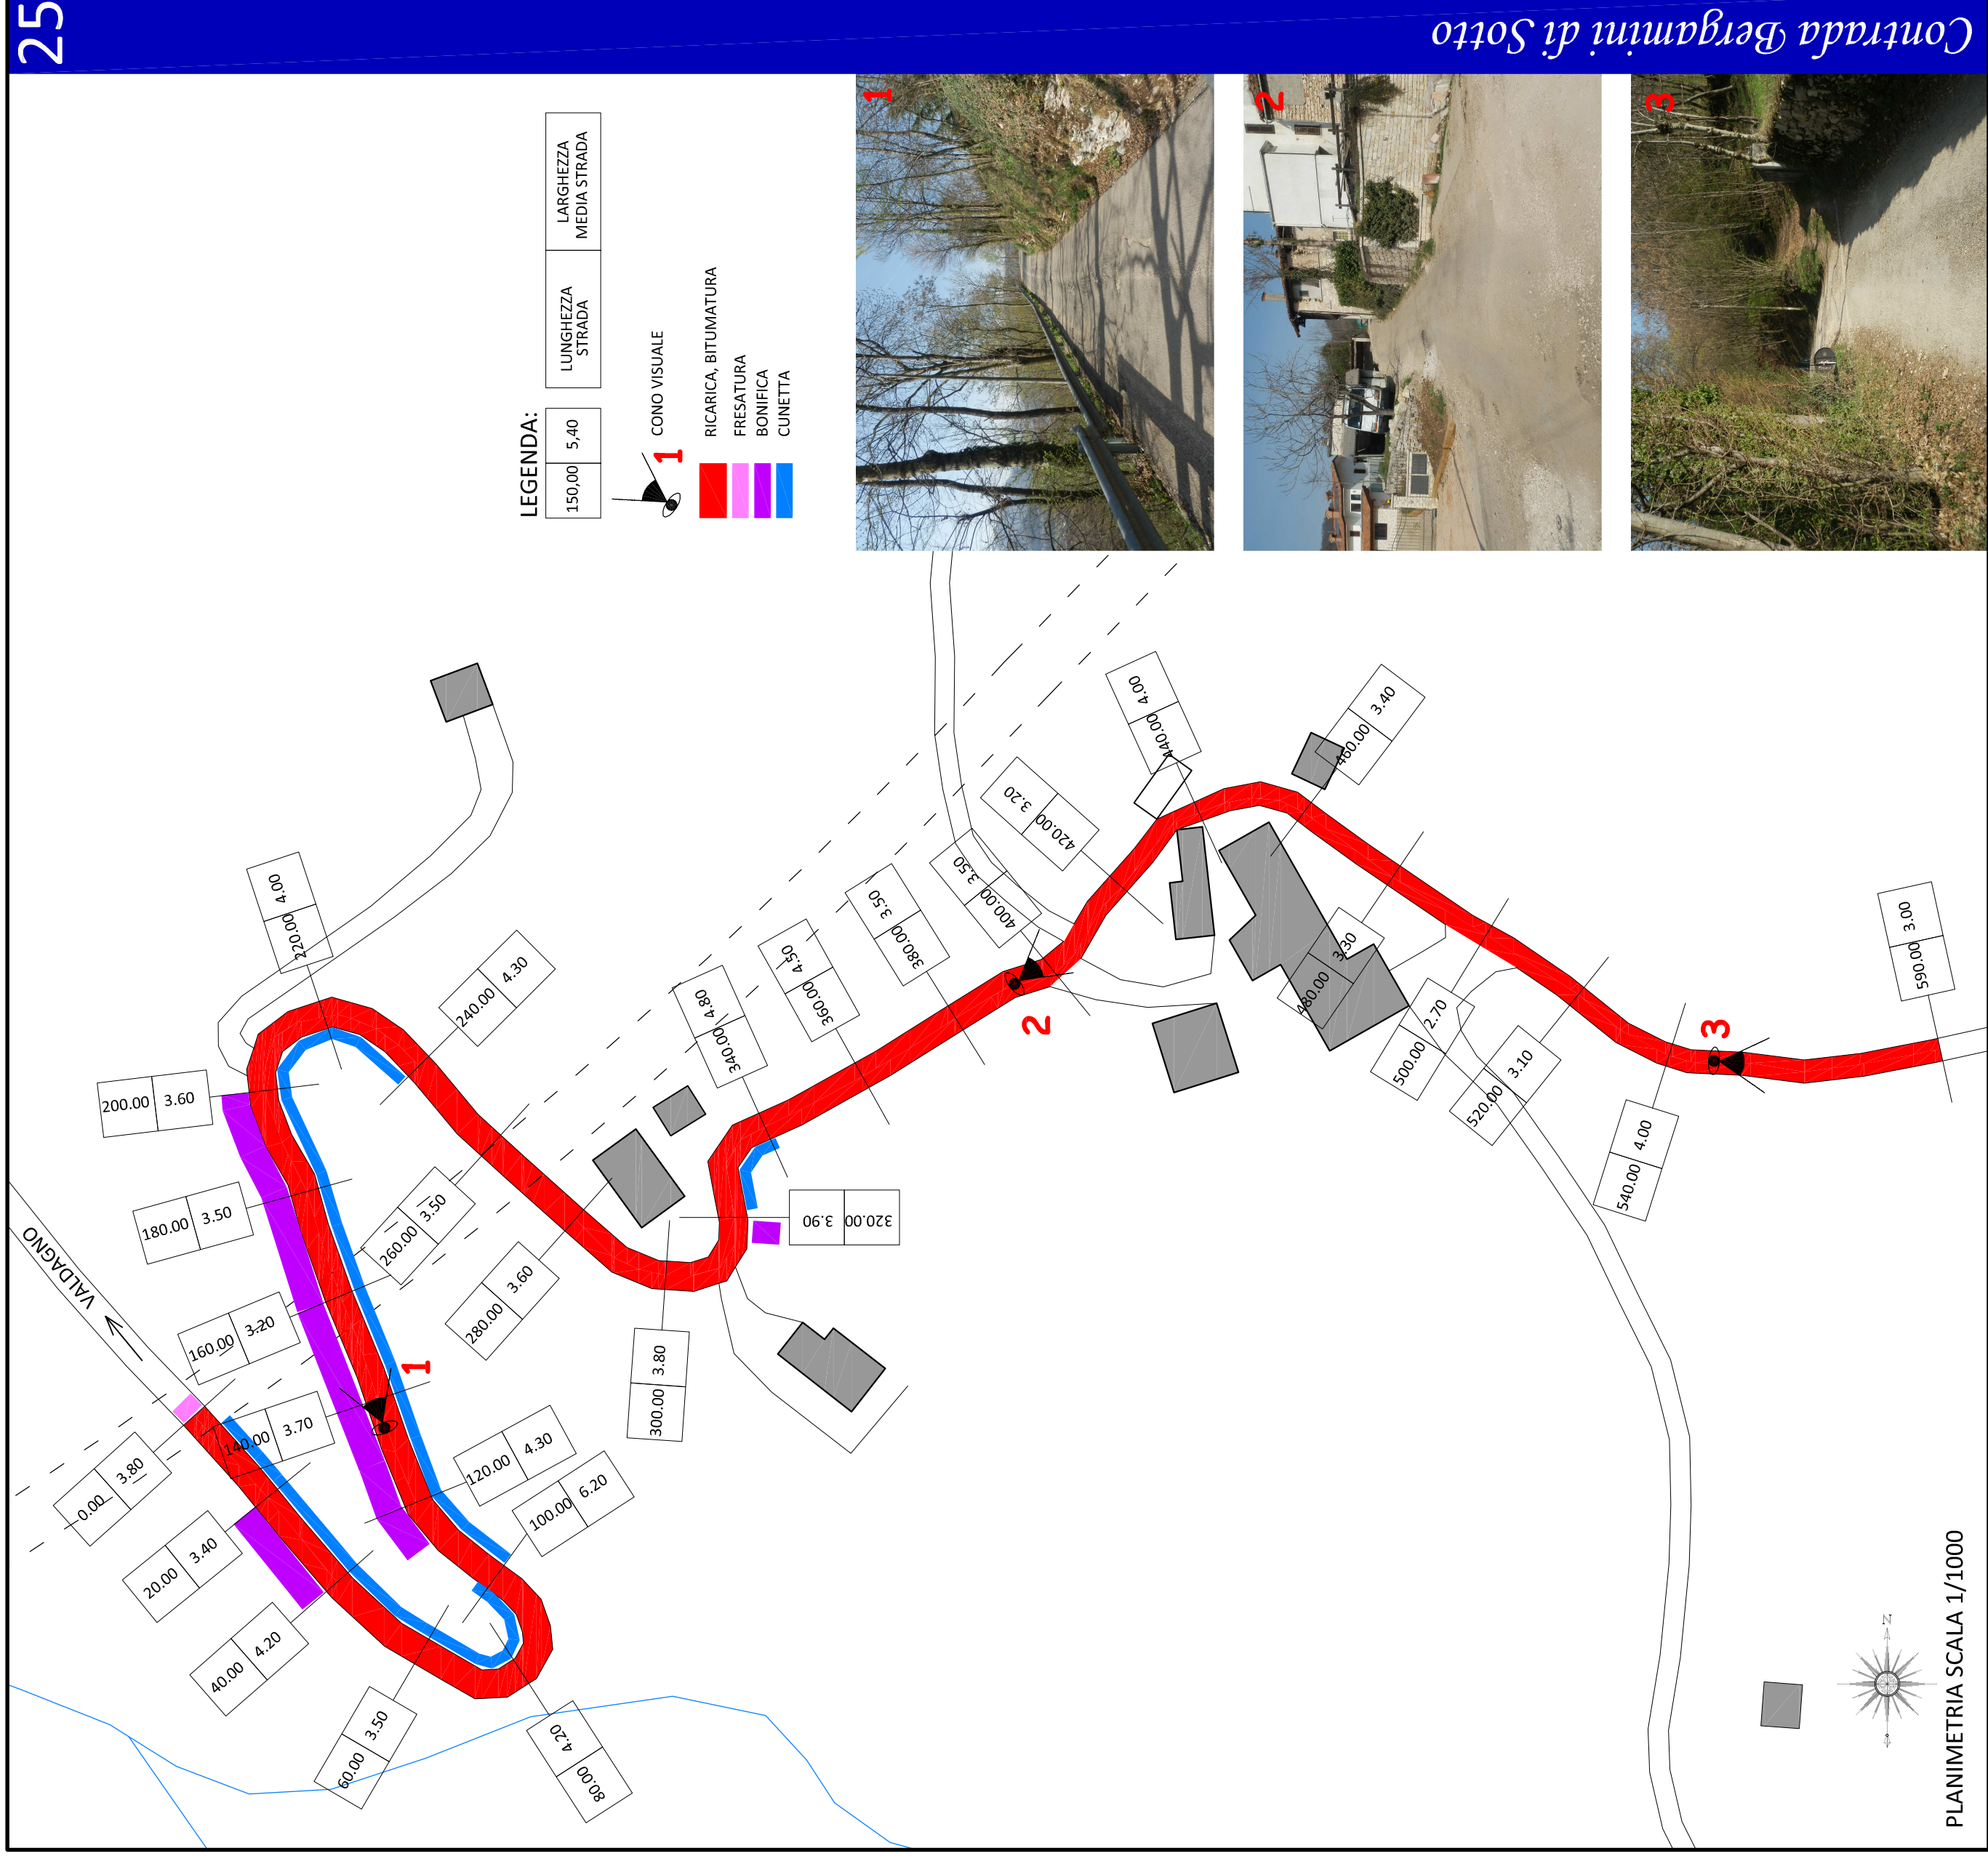 25
Contrada Bergamini di Sotto
LEGENDA:
150,00 5,40
LUNGHEZZA
STRADA
LARGHEZZA
MEDIA STRADA
1
CONO VISUALE
RICARICA, BITUMATURA
FRESATURA
BONIFICA
CUNETTA
1
2
3
VALDAGNO
0.00 3.80
20.00 3.40
40.00 4.20
60.00 3.50
80.00 4.20
100.00 6.20
120.00 4.30
140.00 3.70
160.00 3.20
180.00 3.50
200.00 3.60
220.00 4.00
240.00 4.30
260.00 3.50
280.00 3.60
300.00 3.80
320.00 3.90
340.00 4.80
360.00 4.50
380.00 3.50
400.00 3.50
420.00 3.20
440.00 4.00
460.00 3.40
480.00 3.30
500.00 2.70
520.00 3.10
540.00 4.00
590.00 3.00
1
2
3
N
PLANIMETRIA SCALA 1/1000